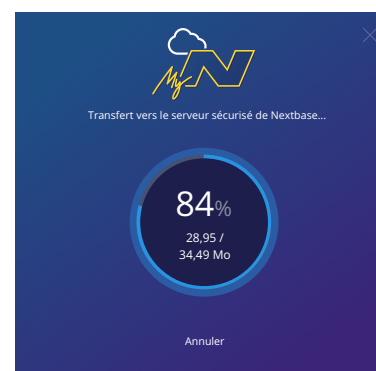 My N
Transfert vers le serveur sécurisé de Nextbase...
84%
28,95 /
34,49 Mo
Annuler